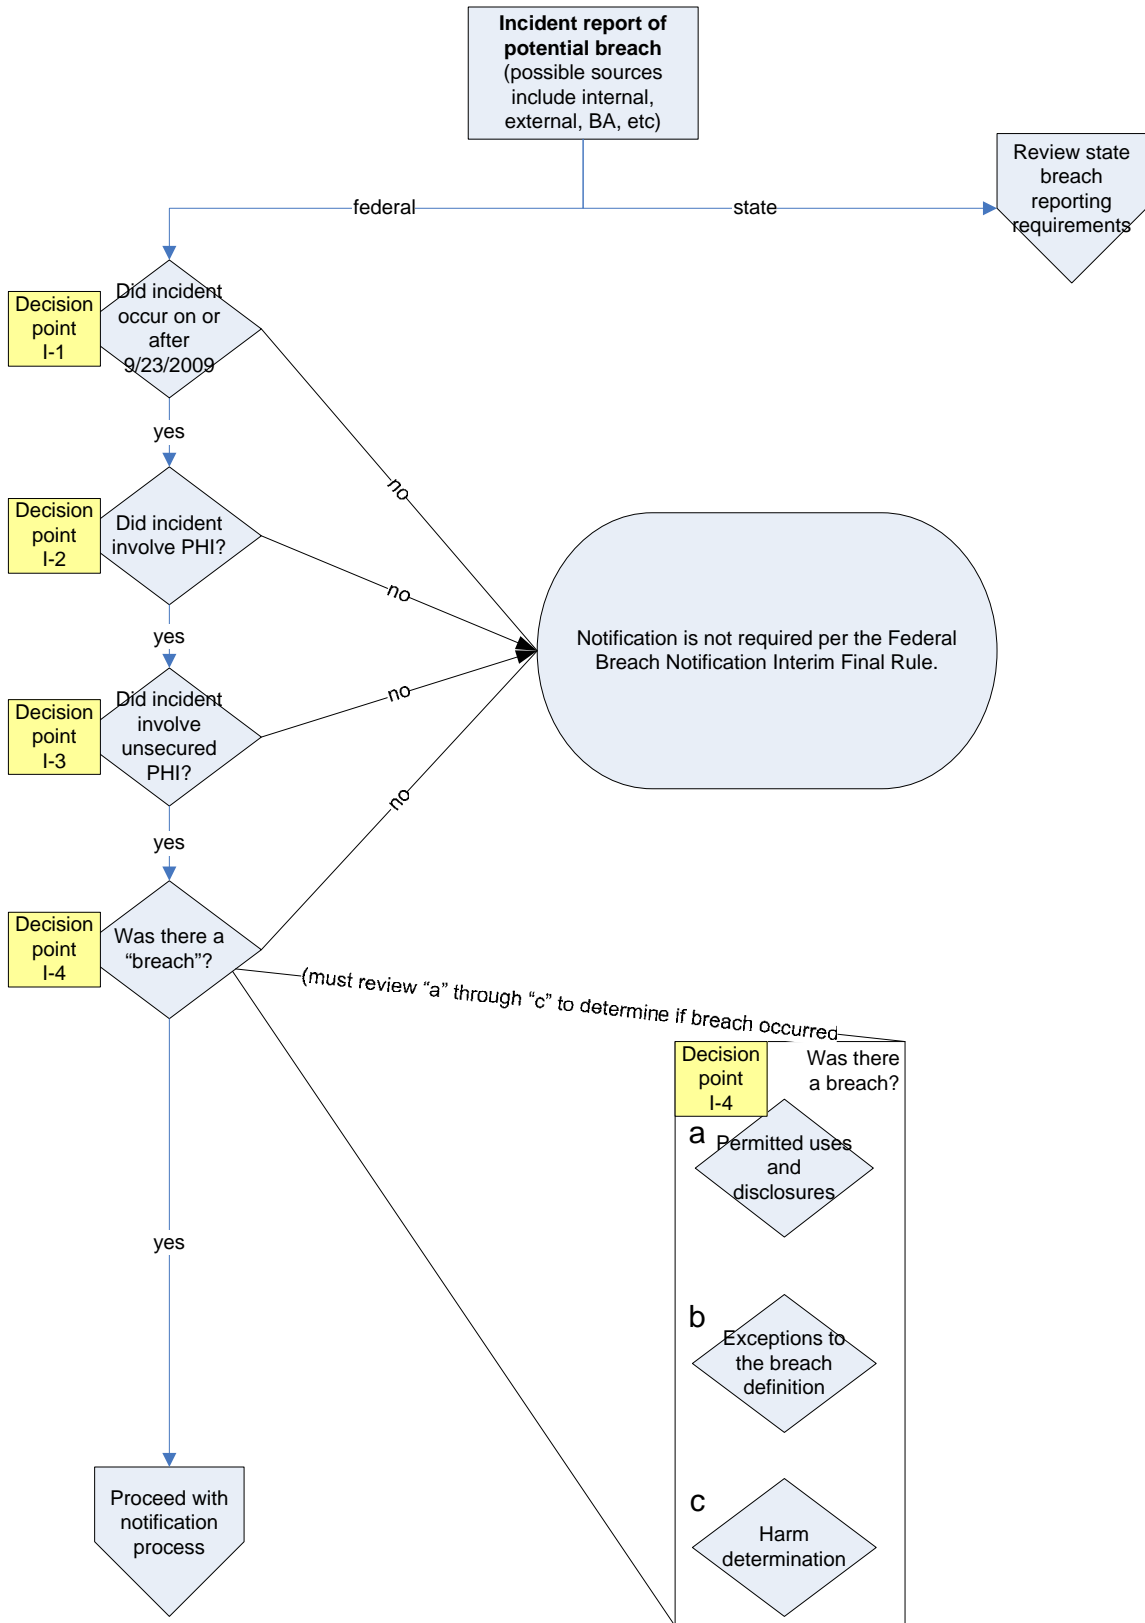 Incident report of
potential breach
(possible sources
include internal,
external, BA, etc)
Review state
breach
reporting
requirements
federal
state
Decision
point
I-1
Did incident
occur on or
after
9/23/2009
yes
no
Decision
point
I-2
Did incident
involve PHI?
no
yes
Notification is not required per the Federal
Breach Notification Interim Final Rule.
Decision
point
I-3
Did incident
involve
unsecured
PHI?
no
yes
no
Decision
point
I-4
Was there a
“breach”?
(must review “a” through “c” to determine if breach occurred
Decision
point
I-4
Was there
a breach?
a
Permitted uses
and
disclosures
yes
b
Exceptions to
the breach
definition
c
Harm
determination
Proceed with
notification
process